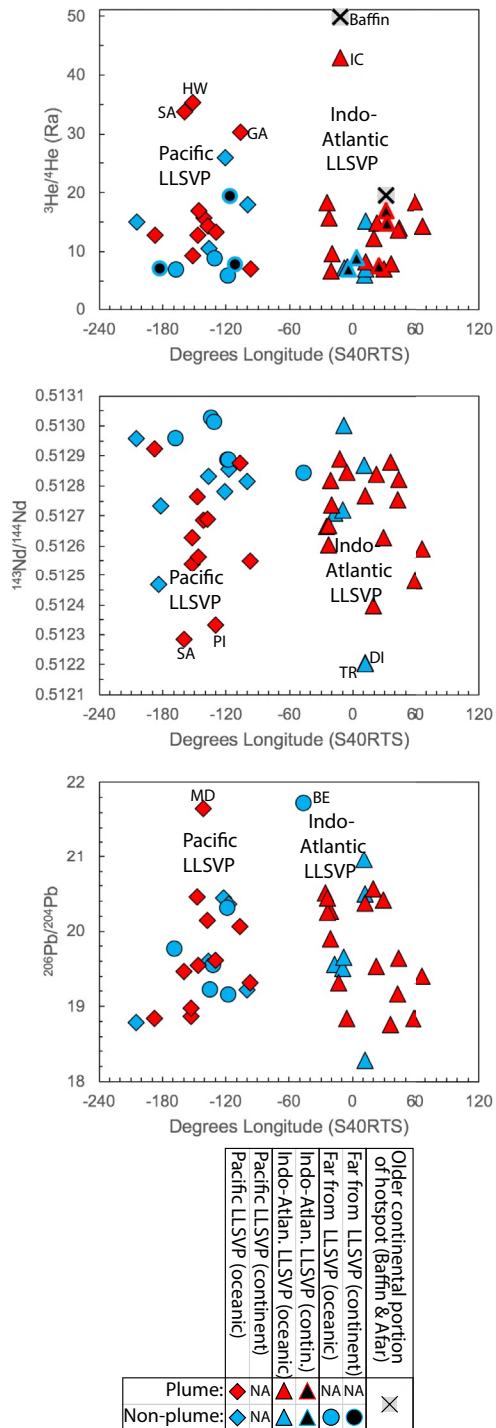 50
40
30
20
10
0
³He/⁴He (Ra)
Baffin
IC
HW
SA
GA
Pacific
LLSVP
Indo-
Atlantic
LLSVP
-240 -180 -120 -60 0 60 120
Degrees Longitude (S40RTS)
0.5131
0.5130
0.5129
0.5128
0.5127
0.5126
0.5125
0.5124
0.5123
0.5122
0.5121
¹⁴³Nd/¹⁴⁴Nd
Pacific
LLSVP
Indo-
Atlantic
LLSVP
SA
PI
TR
DI
-240 -180 -120 -60 0 60 120
Degrees Longitude (S40RTS)
22
21
20
19
18
²⁰⁶Pb/²⁰⁴Pb
MD
BE
Pacific
LLSVP
Indo-
Atlantic
LLSVP
-240 -180 -120 -60 0 60 120
Degrees Longitude (S40RTS)
Pacific LLSVP (oceanic)
Pacific LLSVP (continent)
Indo-Atlan. LLSVP (oceanic)
Indo-Atlan. LLSVP (contin.)
Far from LLSVP (oceanic)
Far from LLSVP (continent)
Older continental portion
of hotspot (Baffin & Afar)
Plume: NA NA NA
Non-plume: NA